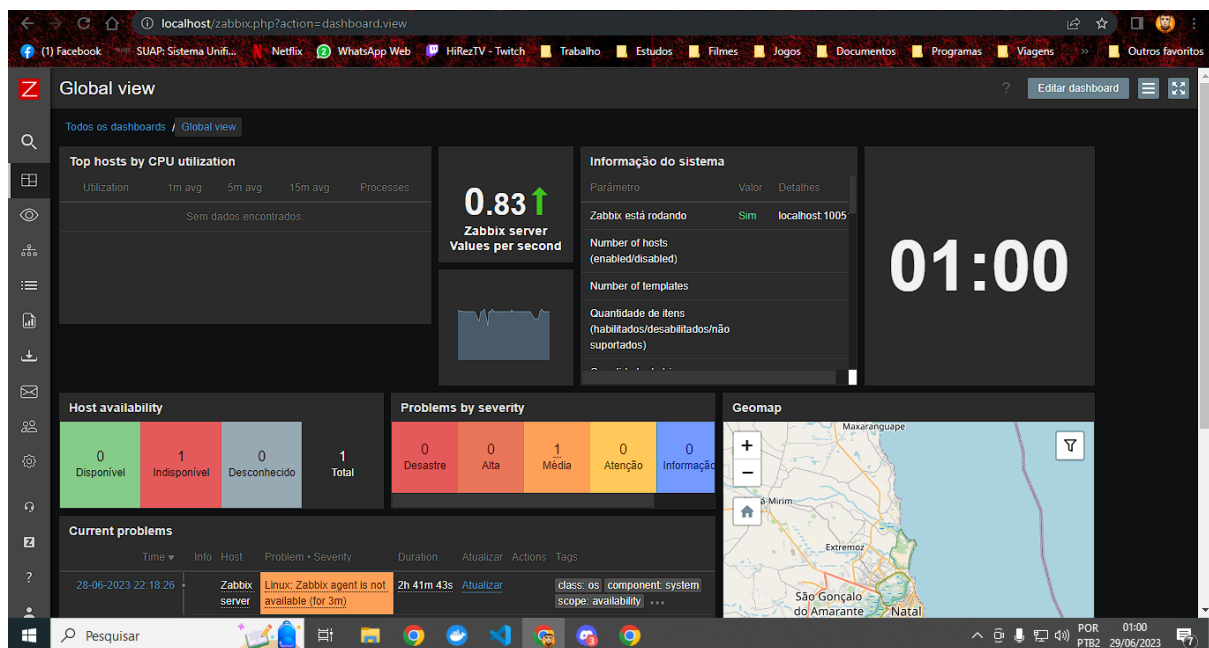 localhost/zabbix.php?action=dashboard.view
(1) Facebook SUAP: Sistema Unifi... Netflix WhatsApp Web HiRezTV - Twitch Trabalho Estudos Filmes Jogos Documentos Programas Viagens » Outros favoritos
Z Global view ? Editar dashboard
Todos os dashboards / Global view
Top hosts by CPU utilization
Utilization 1m avg 5m avg 15m avg Processes
Sem dados encontrados.
0.83
Zabbix server
Values per second
Informação do sistema
Parâmetro Valor Detalhes
Zabbix está rodando Sim localhost:1005
Number of hosts
(enabled/disabled)
Number of templates
Quantidade de itens
(habilitados/desabilitados/não
suportados)
01:00
Host availability
0 1 0 1
Disponível Indisponível Desconhecido Total
Problems by severity
0 0 1 0 0
Desastre Alta Média Atenção Informação
Geomap
+
−
Maxaranguape
á-Mirim
Extremoz
São Gonçalo
do Amarante
Natal
Current problems
Time Info Host Problem • Severity Duration Atualizar Actions Tags
28-06-2023 22:18:26 Zabbix server Linux: Zabbix agent is not available (for 3m) 2h 41m 43s Atualizar class: os component: system
scope: availability •••
Z
?
Pesquisar
POR 01:00
PTB2 29/06/2023
7